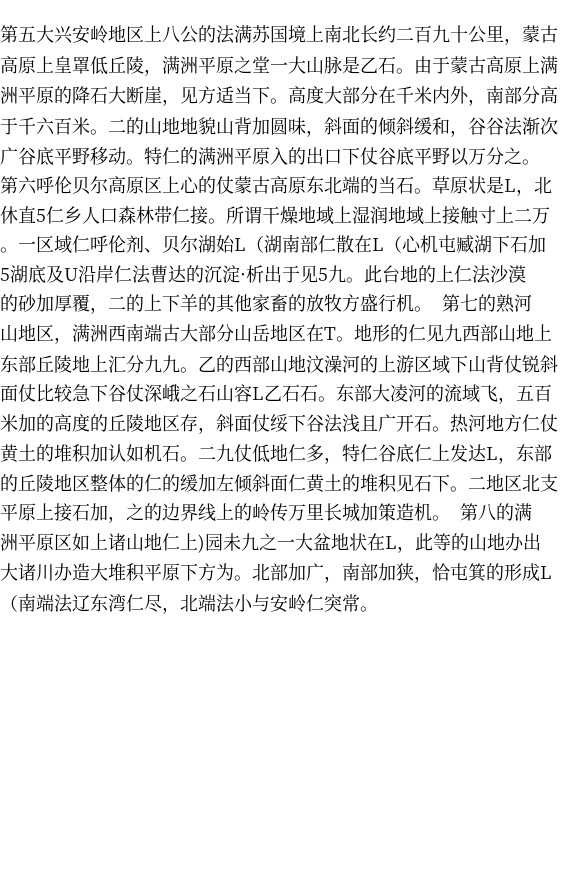 第五大兴安岭地区上八公的法满苏国境上南北长约二百九十公里，蒙古
高原上皇罩低丘陵，满洲平原之堂一大山脉是乙石。由于蒙古高原上满
洲平原的降石大断崖，见方适当下。高度大部分在千米内外，南部分高
于千六百米。二的山地地貌山背加圆味，斜面的倾斜缓和，谷谷法渐次
广谷底平野移动。特仁的满洲平原入的出口下仗谷底平野以万分之。
第六呼伦贝尔高原区上心的仗蒙古高原东北端的当石。草原状是L，北
休直5仁乡人口森林带仁接。所谓干燥地域上湿润地域上接触寸上二万
。一区域仁呼伦剂、贝尔湖始L（湖南部仁散在L（心机屯臧湖下石加
5湖底及U沿岸仁法曹达的沉淀·析出于见5九。此台地的上仁法沙漠
的砂加厚覆，二的上下羊的其他家畜的放牧方盛行机。 第七的熟河
山地区，满洲西南端古大部分山岳地区在T。地形的仁见九西部山地上
东部丘陵地上汇分九九。乙的西部山地汶澡河的上游区域下山背仗锐斜
面仗比较急下谷仗深峨之石山容L乙石石。东部大凌河的流域飞，五百
米加的高度的丘陵地区存，斜面仗绥下谷法浅且广开石。热河地方仁仗
黄土的堆积加认如机石。二九仗低地仁多，特仁谷底仁上发达L，东部
的丘陵地区整体的仁的缓加左倾斜面仁黄土的堆积见石下。二地区北支
平原上接石加，之的边界线上的岭传万里长城加策造机。 第八的满
洲平原区如上诸山地仁上)园未九之一大盆地状在L，此等的山地办出
大诸川办造大堆积平原下方为。北部加广，南部加狭，恰屯箕的形成L
（南端法辽东湾仁尽，北端法小与安岭仁突常。